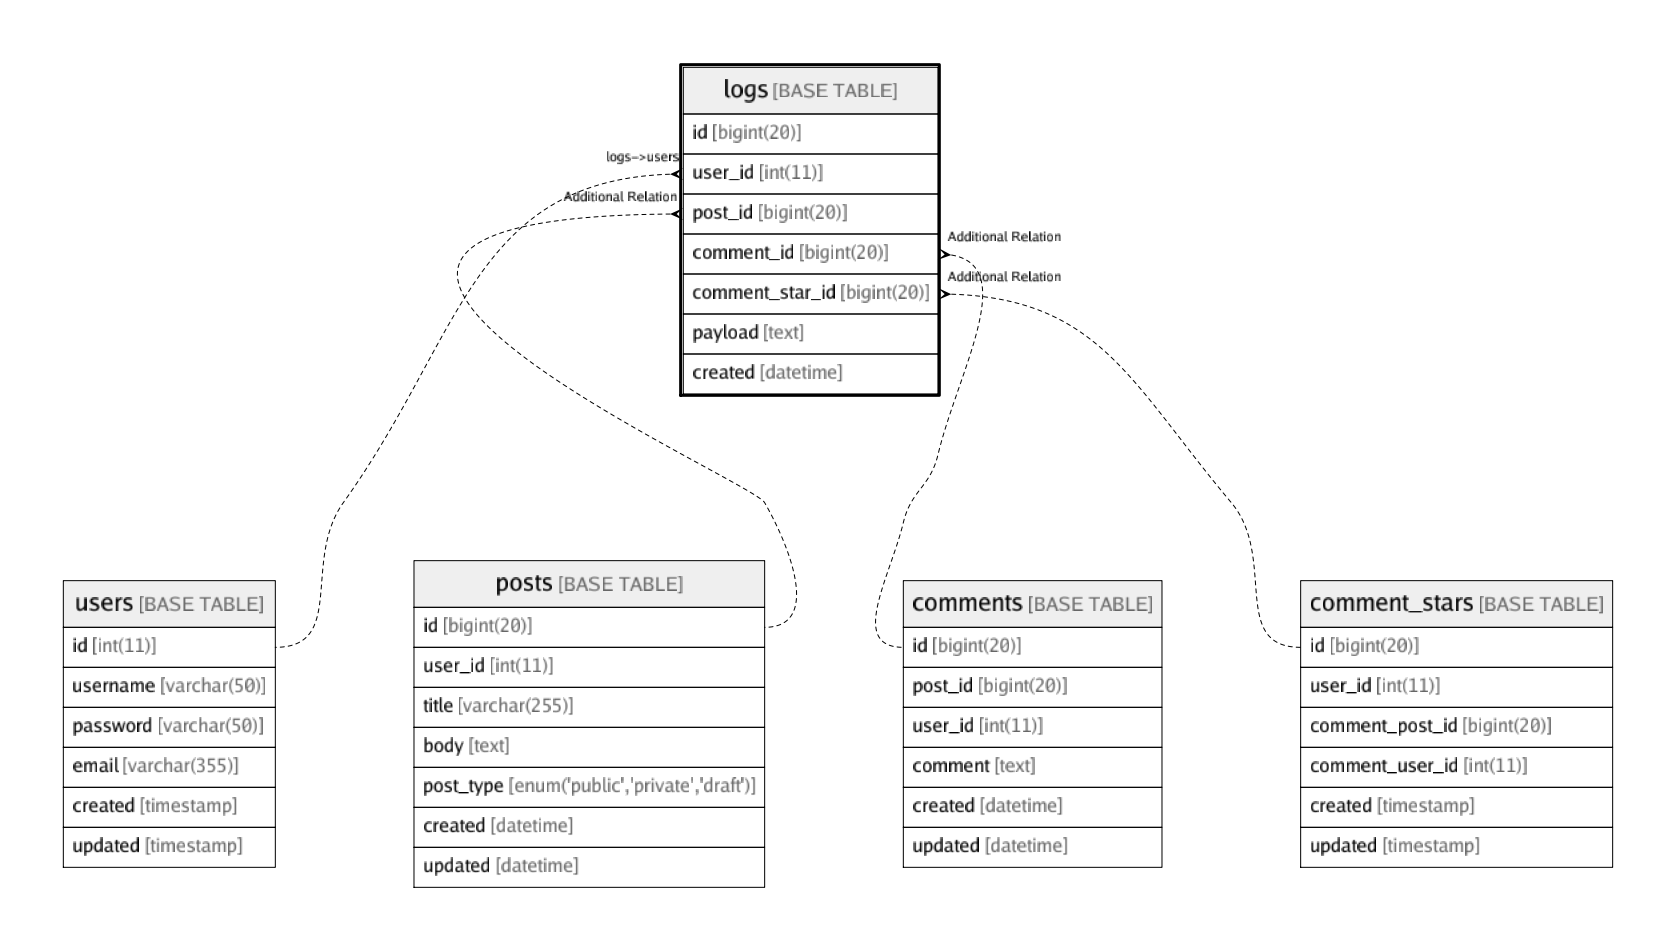 logs [BASE TABLE]
id [bigint(20)]
logs->users
user_id [int(11)]
Additional Relation
post_id [bigint(20)]
Additional Relation
comment_id [bigint(20)]
Additional Relation
comment_star_id [bigint(20)]
payload [text]
created [datetime]
users [BASE TABLE]
id [int(11)]
username [varchar(50)]
password [varchar(50)]
email [varchar(355)]
created [timestamp]
updated [timestamp]
posts [BASE TABLE]
id [bigint(20)]
user_id [int(11)]
title [varchar(255)]
body [text]
post_type [enum('public','private','draft')]
created [datetime]
updated [datetime]
comments [BASE TABLE]
id [bigint(20)]
post_id [bigint(20)]
user_id [int(11)]
comment [text]
created [datetime]
updated [datetime]
comment_stars [BASE TABLE]
id [bigint(20)]
user_id [int(11)]
comment_post_id [bigint(20)]
comment_user_id [int(11)]
created [timestamp]
updated [timestamp]